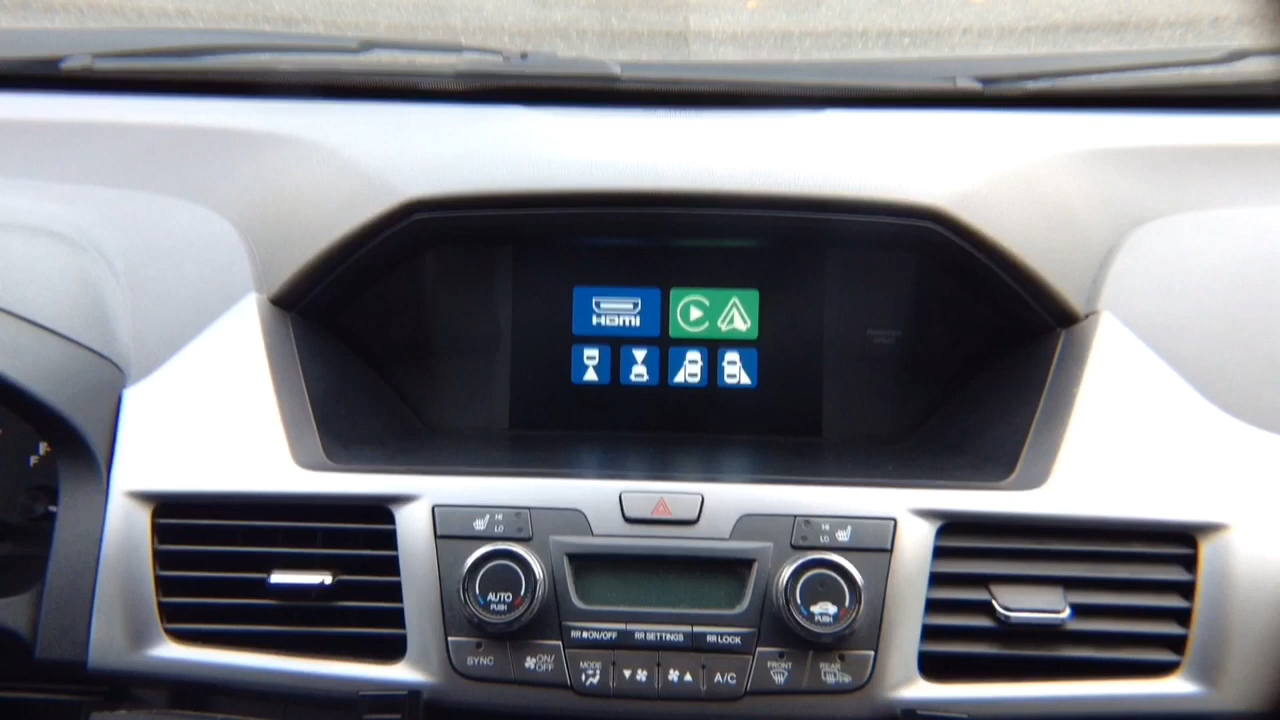 HDMI
F
HI
LO
HI
LO
AUTO
PUSH
PUSH
RR ON/OFF
RR SETTINGS
RR LOCK
SYNC
ON/
OFF
MODE
A/C
FRONT
REAR